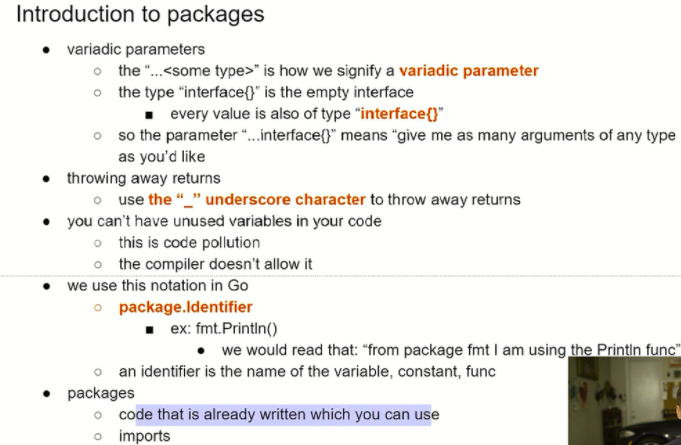 Introduction to packages
● variadic parameters
○ the “...<some type>” is how we signify a variadic parameter
○ the type “interface{}” is the empty interface
■ every value is also of type “interface{}”
○ so the parameter “...interface{}” means “give me as many arguments of any type
as you’d like
● throwing away returns
○ use the “_” underscore character to throw away returns
● you can’t have unused variables in your code
○ this is code pollution
○ the compiler doesn’t allow it
● we use this notation in Go
○ package.Identifier
■ ex: fmt.Println()
● we would read that: “from package fmt I am using the Println func”
○ an identifier is the name of the variable, constant, func
● packages
○ code that is already written which you can use
○ imports